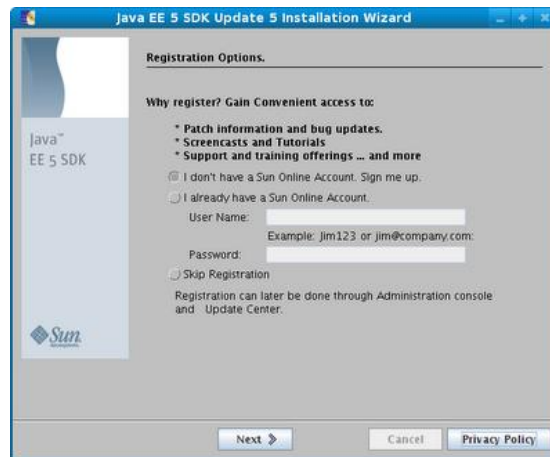 Java EE 5 SDK Update 5 Installation Wizard
Registration Options.
Why register? Gain Convenient access to:
* Patch information and bug updates.
* Screencasts and Tutorials
* Support and training offerings ... and more
Java™
EE 5 SDK
I don't have a Sun Online Account. Sign me up.
I already have a Sun Online Account.
User Name:
Example: Jim123 or jim@company.com:
Password:
Skip Registration
Registration can later be done through Administration console
and Update Center.
Sun
Next
Cancel
Privacy Policy